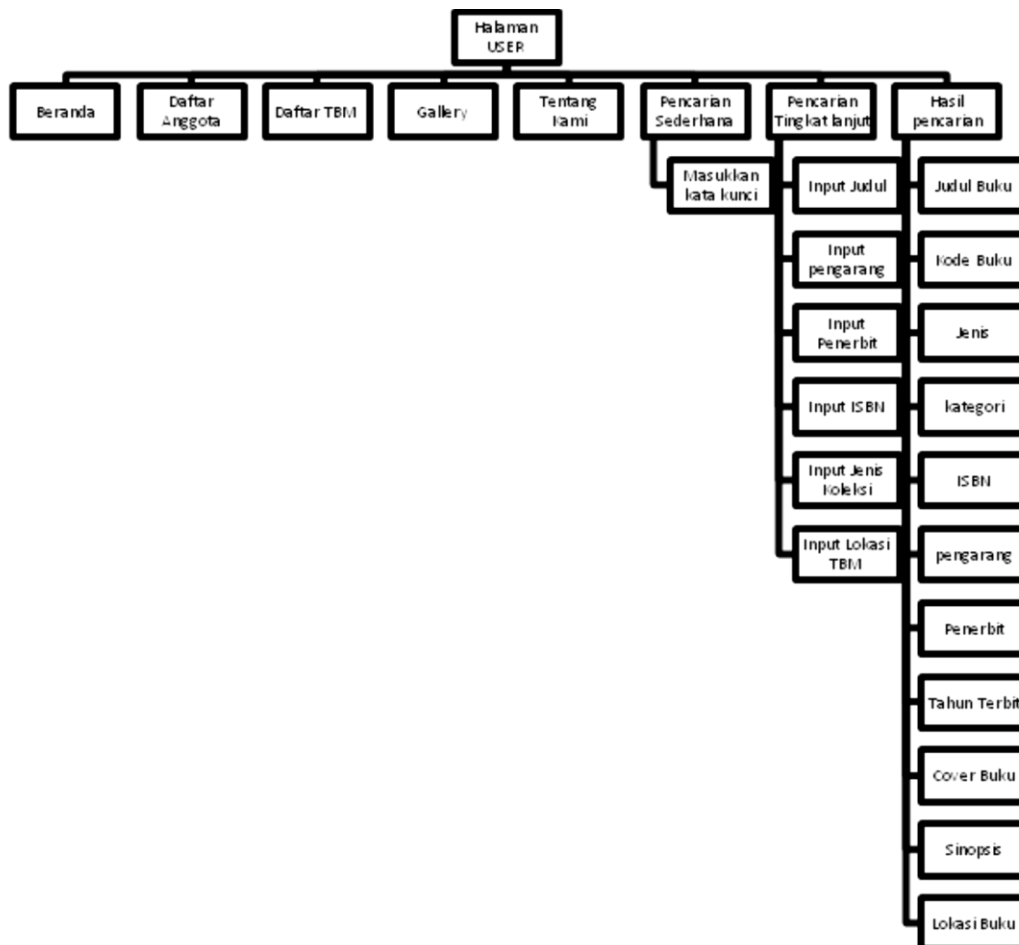 Halaman
USER
Beranda
Daftar
Anggota
Daftar TBM
Gallery
Tentang
Kami
Pencarian
Sederhana
Pencarian
Tingkat lanjut
Hasil
pencarian
Masukkan
kata kunci
Input Judul
Input
pengarang
Input
Penerbit
Input ISBN
Input Jenis
Koleksi
Input Lokasi
TBM
Judul Buku
Kode Buku
Jenis
kategori
ISBN
pengarang
Penerbit
Tahun Terbit
Cover Buku
Sinopsis
Lokasi Buku